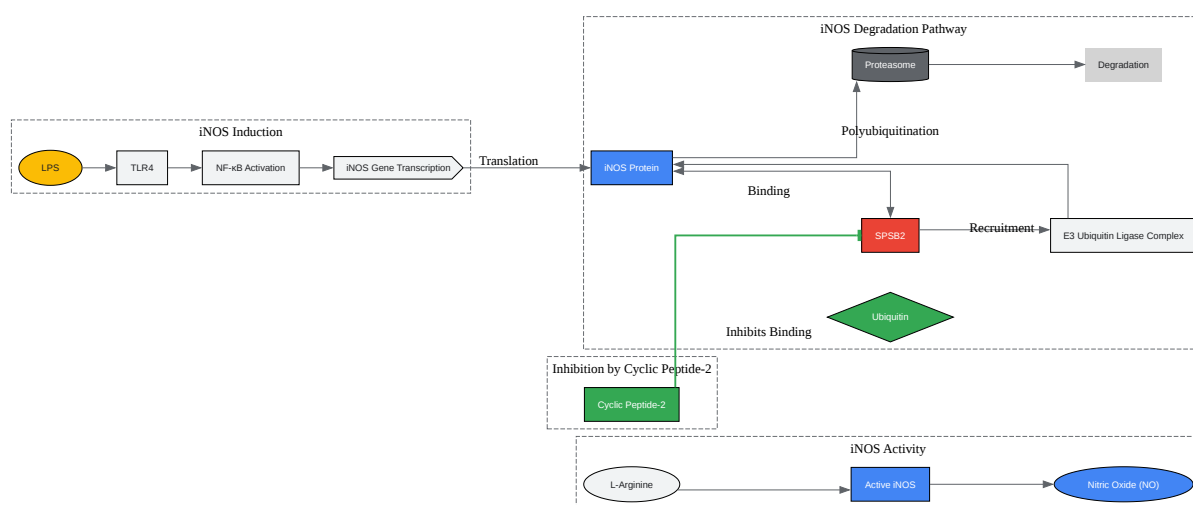 iNOS Degradation Pathway
Proteasome
Degradation
Polyubiquitination
iNOS Induction
LPS
TLR4
NF-κB Activation
iNOS Gene Transcription
Translation
iNOS Protein
Binding
SPSB2
Recruitment
E3 Ubiquitin Ligase Complex
Ubiquitin
Inhibits Binding
Inhibition by Cyclic Peptide-2
Cyclic Peptide-2
iNOS Activity
L-Arginine
Active iNOS
Nitric Oxide (NO)